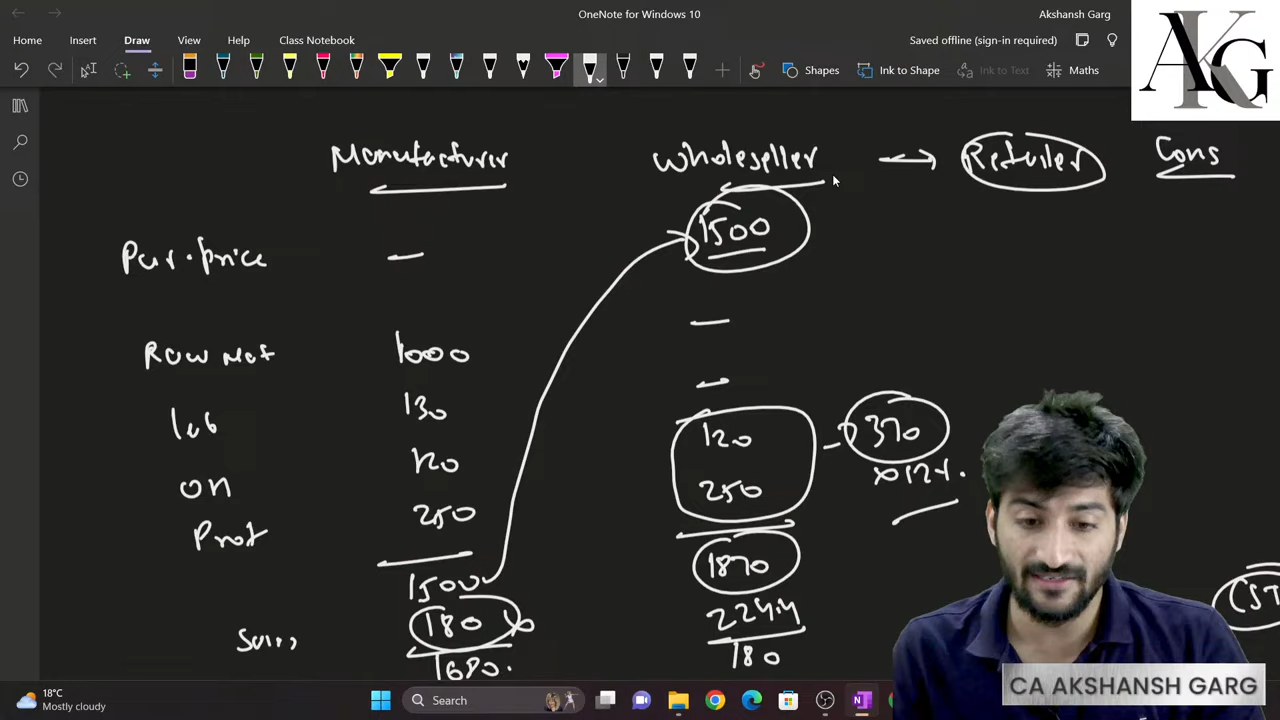 OneNote for Windows 10
Akshansh Garg
Home Insert Draw View Help Class Notebook
Saved offline (sign-in required)
Shapes Ink to Shape Ink to Text Maths
AKG
Manufacturer Wholeseller → Retailer Cons
Pur. price — 1500
Raw Mat 1000 —
lab 130 —
OH 120 120 370
×12%.
Prof 250 250
1500 1870
180 224.4
1680. 180
CST
CA AKSHANSH GARG
18°C
Mostly cloudy
Search